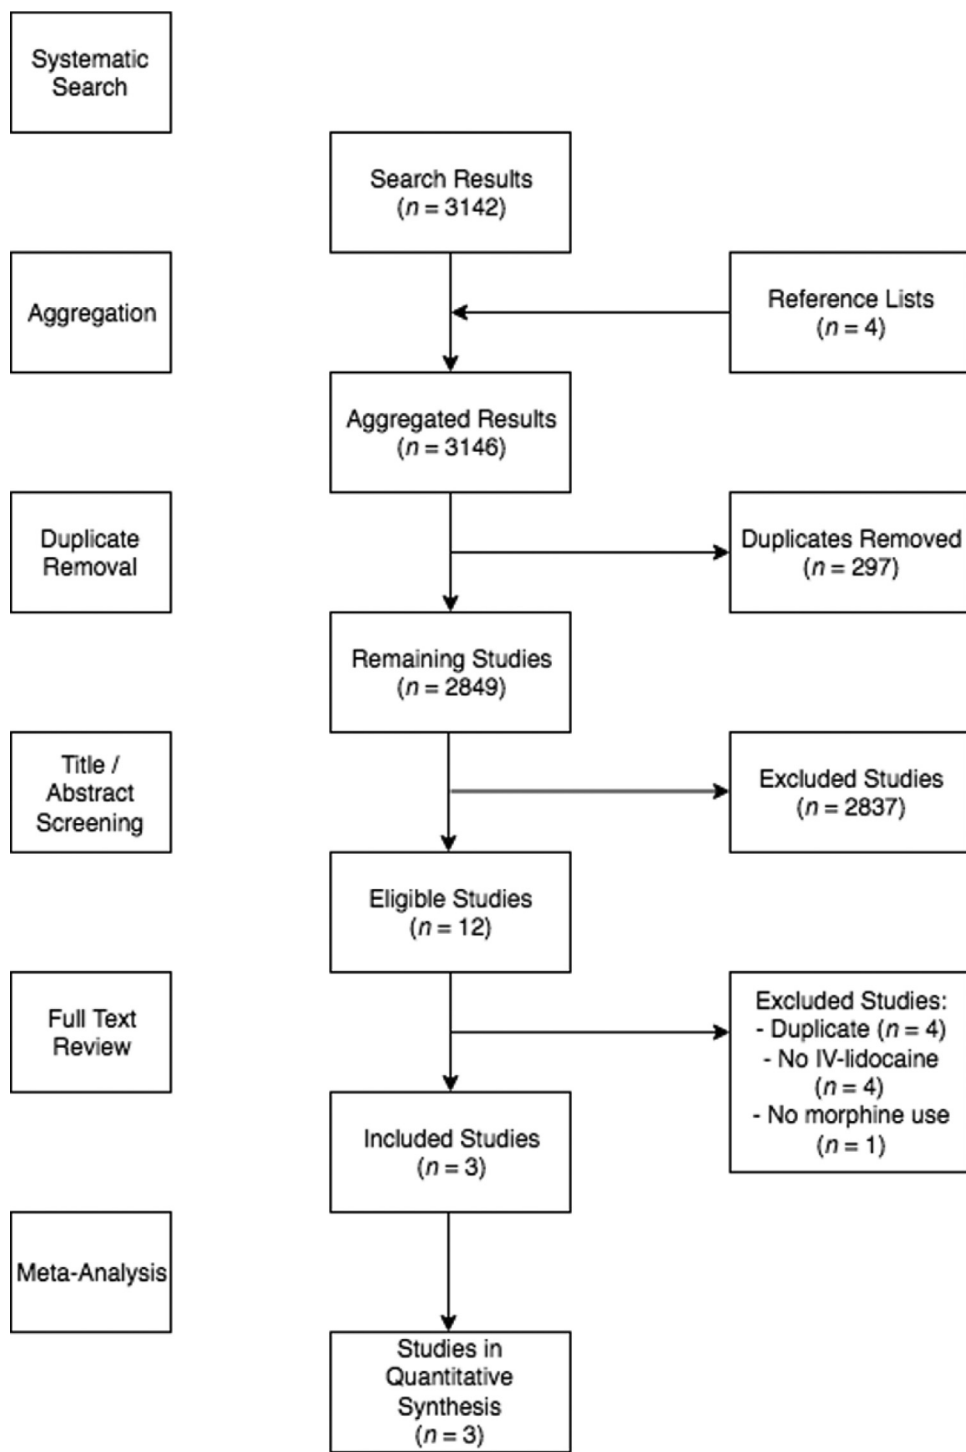 Systematic
Search
Search Results
(n = 3142)
Aggregation
Reference Lists
(n = 4)
Aggregated Results
(n = 3146)
Duplicate
Removal
Duplicates Removed
(n = 297)
Remaining Studies
(n = 2849)
Title /
Abstract
Screening
Excluded Studies
(n = 2837)
Eligible Studies
(n = 12)
Full Text
Review
Excluded Studies:
- Duplicate (n = 4)
- No IV-lidocaine
(n = 4)
- No morphine use
(n = 1)
Included Studies
(n = 3)
Meta-Analysis
Studies in
Quantitative
Synthesis
(n = 3)